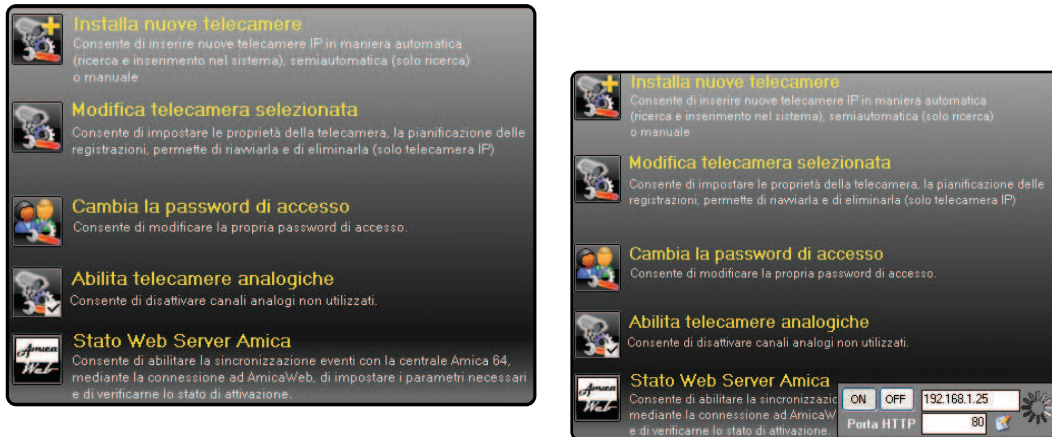 Installa nuove telecamere
Consente di inserire nuove telecamere IP in maniera automatica
(ricerca e inserimento nel sistema), semiautomatica (solo ricerca)
o manuale
Modifica telecamera selezionata
Consente di impostare le proprietà della telecamera, la pianificazione delle
registrazioni, permette di riavviarla e di eliminarla (solo telecamera IP)
Cambia la password di accesso
Consente di modificare la propria password di accesso.
Abilita telecamere analogiche
Consente di disattivare canali analogi non utilizzati.
Amica
Web
Stato Web Server Amica
Consente di abilitare la sincronizzazione eventi con la centrale Amica 64,
mediante la connessione ad AmicaWeb, di impostare i parametri necessari
e di verificarne lo stato di attivazione.
Installa nuove telecamere
Consente di inserire nuove telecamere IP in maniera automatica
(ricerca e inserimento nel sistema), semiautomatica (solo ricerca)
o manuale
Modifica telecamera selezionata
Consente di impostare le proprietà della telecamera, la pianificazione delle
registrazioni, permette di riavviarla e di eliminarla (solo telecamera IP)
Cambia la password di accesso
Consente di modificare la propria password di accesso.
Abilita telecamere analogiche
Consente di disattivare canali analogi non utilizzati.
Amica
Web
Stato Web Server Amica
Consente di abilitare la sincronizzazic
mediante la connessione ad AmicaW
e di verificarne lo stato di attivazione.
ON OFF 192.168.1.25
Porta HTTP 80